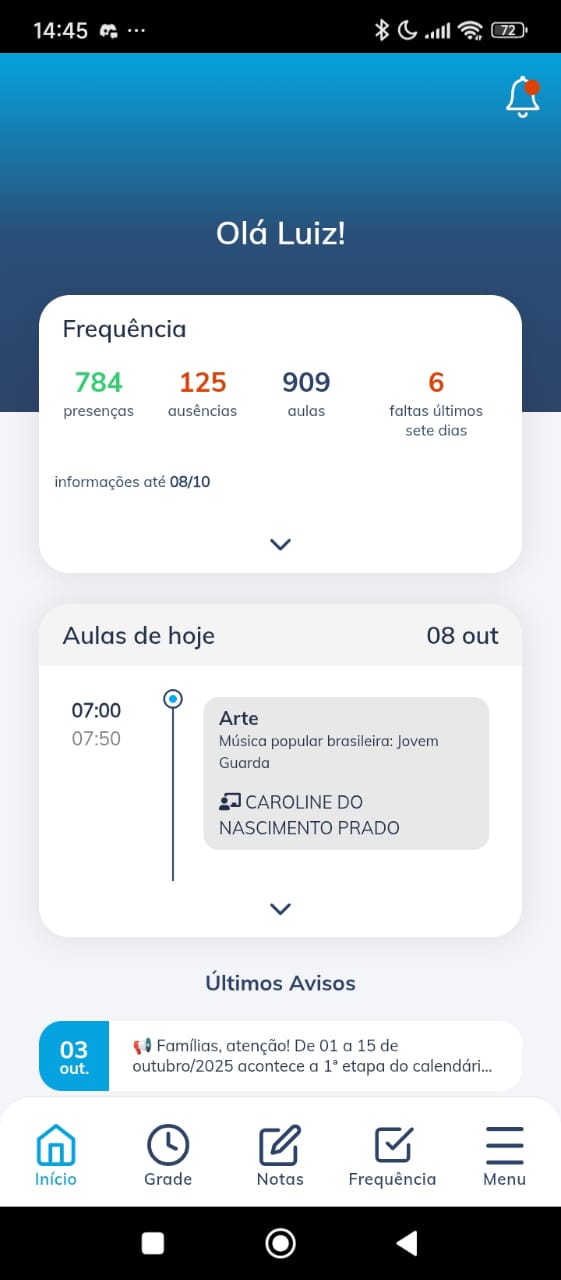 14:45 ...
72
Olá Luiz!
Frequência
784 125 909 6
presenças ausências aulas faltas últimos
sete dias
informações até 08/10
Aulas de hoje 08 out
07:00
07:50
Arte
Música popular brasileira: Jovem
Guarda
CAROLINE DO
NASCIMENTO PRADO
Últimos Avisos
03
out.
📢 Famílias, atenção! De 01 a 15 de
outubro/2025 acontece a 1ª etapa do calendári...
Início Grade Notas Frequência Menu